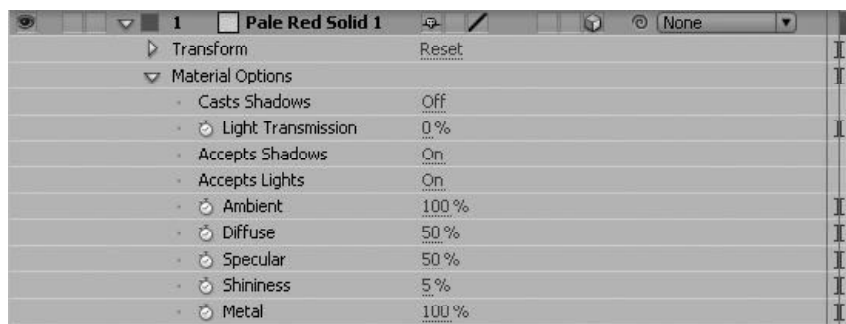 1 Pale Red Solid 1 None
Transform Reset
Material Options
Casts Shadows Off
Light Transmission 0%
Accepts Shadows On
Accepts Lights On
Ambient 100%
Diffuse 50%
Specular 50%
Shininess 5%
Metal 100%